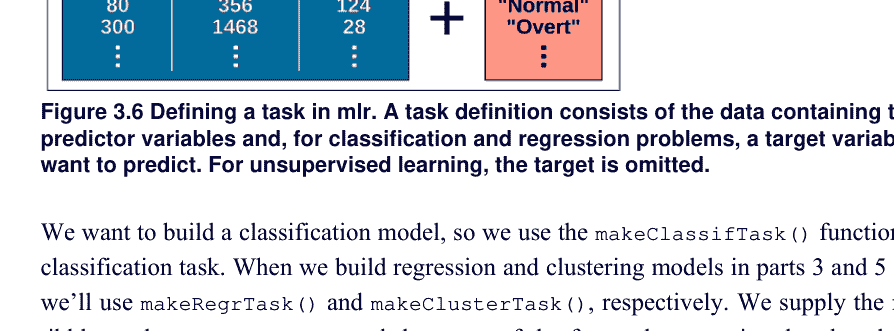 80 356 124 "Normal"
300 1468 28 + "Overt"
⋮ ⋮ ⋮ ⋮
Figure 3.6 Defining a task in mlr. A task definition consists of the data containing
predictor variables and, for classification and regression problems, a target
want to predict. For unsupervised learning, the target is omitted.
We want to build a classification model, so we use the makeClassifTask()
classification task. When we build regression and clustering models in parts 3 and 5
we’ll use makeRegrTask() and makeClusterTask(), respectively. We supply the